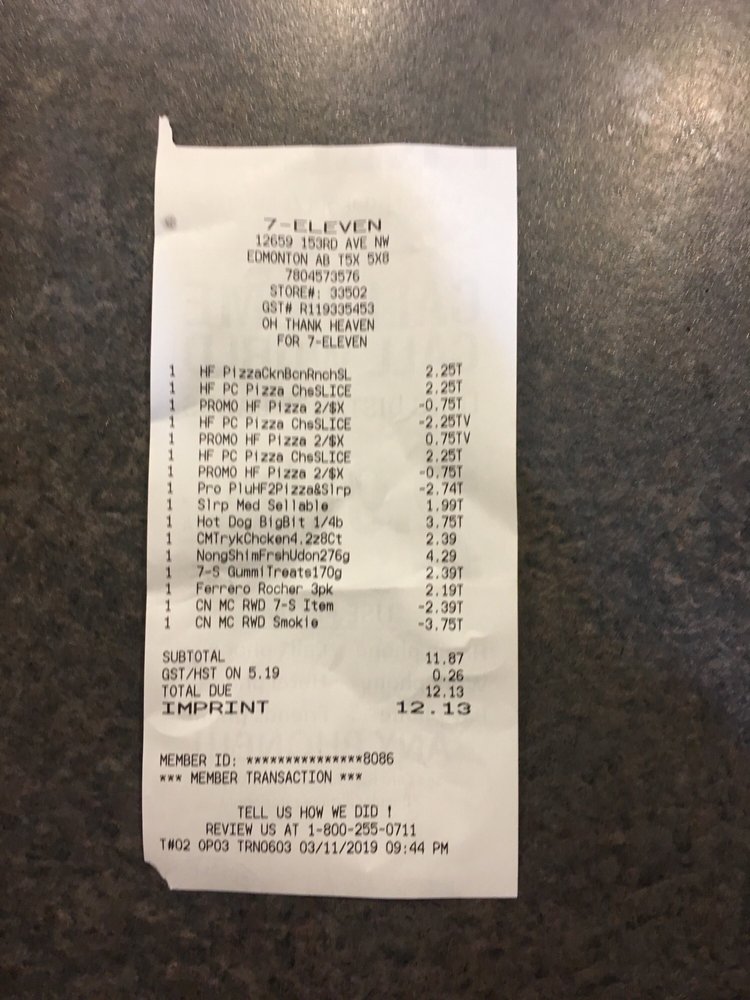 7-ELEVEN
12659 153RD AVE NW
EDMONTON AB T5X 5X8
7804573576
STORE#: 33502
GST# R119335453
OH THANK HEAVEN
FOR 7-ELEVEN
1 HF PizzaCknBcnRnchSL 2.25T
1 HF PC Pizza ChsSLICE 2.25T
1 PROMO HF Pizza 2/$X -0.75T
1 HF PC Pizza ChsSLICE -2.25TV
1 PROMO HF Pizza 2/$X 0.75TV
1 HF PC Pizza ChsSLICE 2.25T
1 PROMO HF Pizza 2/$X -0.75T
1 Pro PluHF2Pizza&Slrp -2.74T
1 Slrp Med Sellable 1.99T
1 Hot Dog BigBit 1/4b 3.75T
1 CMTrykChcken4.2z8Ct 2.39
1 NongShimFrshUdon276g 4.29
1 7-S GummiTreats170g 2.39T
1 Ferrero Rocher 3pk 2.19T
1 CN MC RWD 7-S Item -2.39T
1 CN MC RWD Smokie -3.75T
SUBTOTAL 11.87
GST/HST ON 5.19 0.26
TOTAL DUE 12.13
IMPRINT 12.13
MEMBER ID: ***************8086
*** MEMBER TRANSACTION ***
TELL US HOW WE DID !
REVIEW US AT 1-800-255-0711
T#02 OP03 TRN0603 03/11/2019 09:44 PM